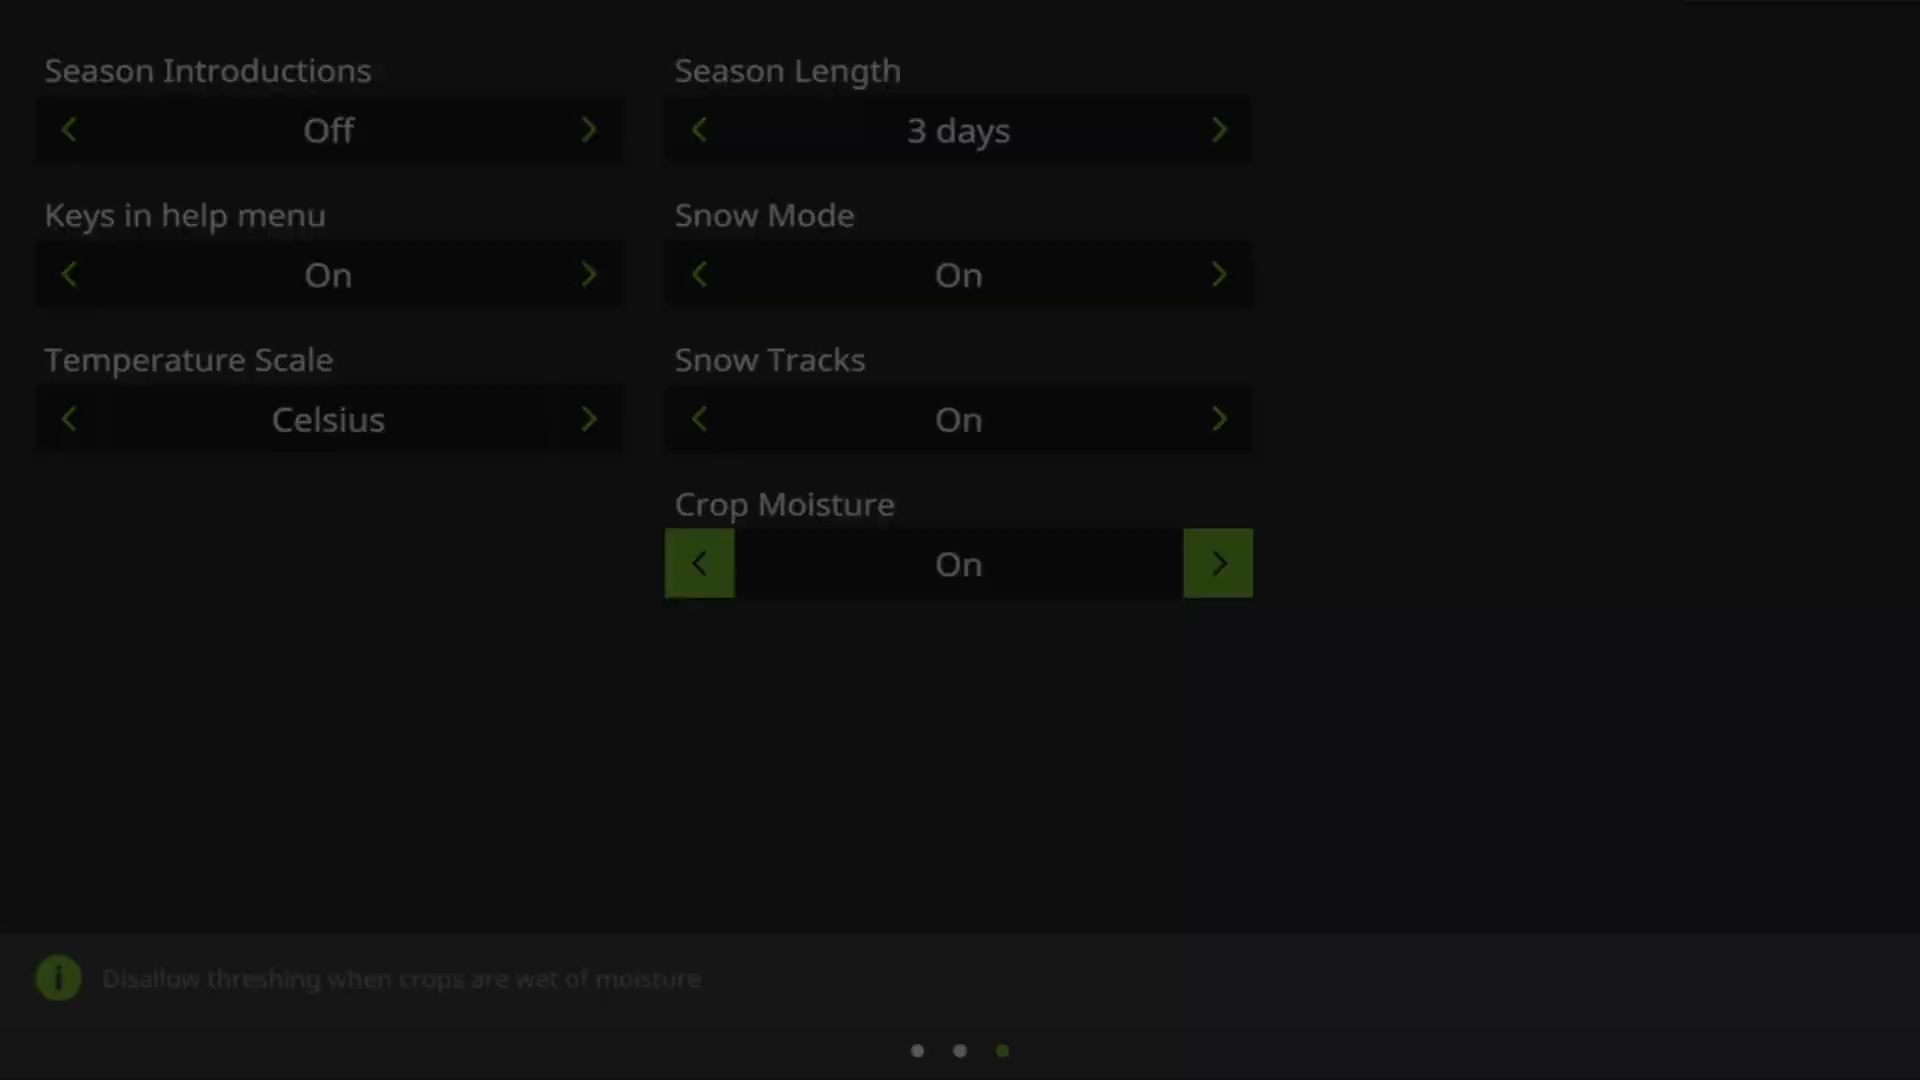 Season Introductions
Off
Keys in help menu
On
Temperature Scale
Celsius
Season Length
3 days
Snow Mode
On
Snow Tracks
On
Crop Moisture
On
Disallow threshing when crops are wet of moisture